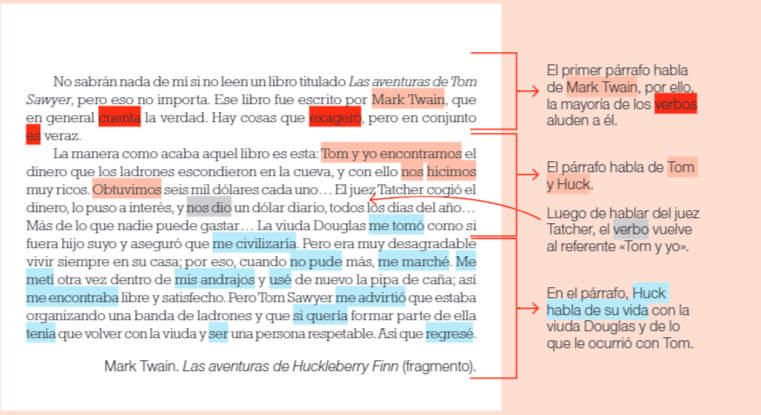 No sabrán nada de mí si no leen un libro titulado Las aventuras de Tom
Sawyer, pero eso no importa. Ese libro fue escrito por Mark Twain, que
en general cuenta la verdad. Hay cosas que exageró, pero en conjunto
es veraz.
La manera como acaba aquel libro es esta: Tom y yo encontramos el
dinero que los ladrones escondieron en la cueva, y con ello nos hicimos
muy ricos. Obtuvimos seis mil dólares cada uno… El juez Tatcher cogió el
dinero, lo puso a interés, y nos dio un dólar diario, todos los días del año…
Más de lo que nadie puede gastar… La viuda Douglas me tomó como si
fuera hijo suyo y aseguró que me civilizaría. Pero era muy desagradable
vivir siempre en su casa; por eso, cuando no pude más, me marché. Me
metí otra vez dentro de mis andrajos y usé de nuevo la pipa de caña; así
me encontraba libre y satisfecho. Pero Tom Sawyer me advirtió que estaba
organizando una banda de ladrones y que si quería formar parte de ella
tenía que volver con la viuda y ser una persona respetable. Así que regresé.
Mark Twain. Las aventuras de Huckleberry Finn (fragmento).
El primer párrafo habla
de Mark Twain, por ello,
la mayoría de los verbos
aluden a él.
El párrafo habla de Tom
y Huck.
Luego de hablar del juez
Tatcher, el verbo vuelve
al referente «Tom y yo».
En el párrafo, Huck
habla de su vida con la
viuda Douglas y de lo
que le ocurrió con Tom.